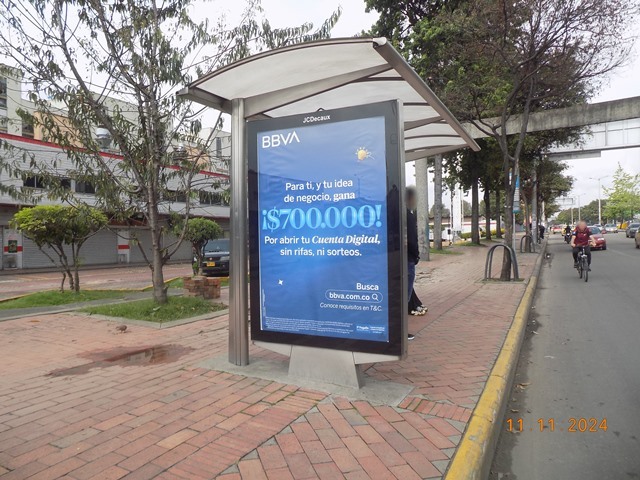 JCDecaux
BBVA
Para ti, y tu idea
de negocio, gana
¡$700.000!
Por abrir tu Cuenta Digital,
sin rifas, ni sorteos.
Busca
bbva.com.co
Conoce requisitos en T&C.
11.11.2024